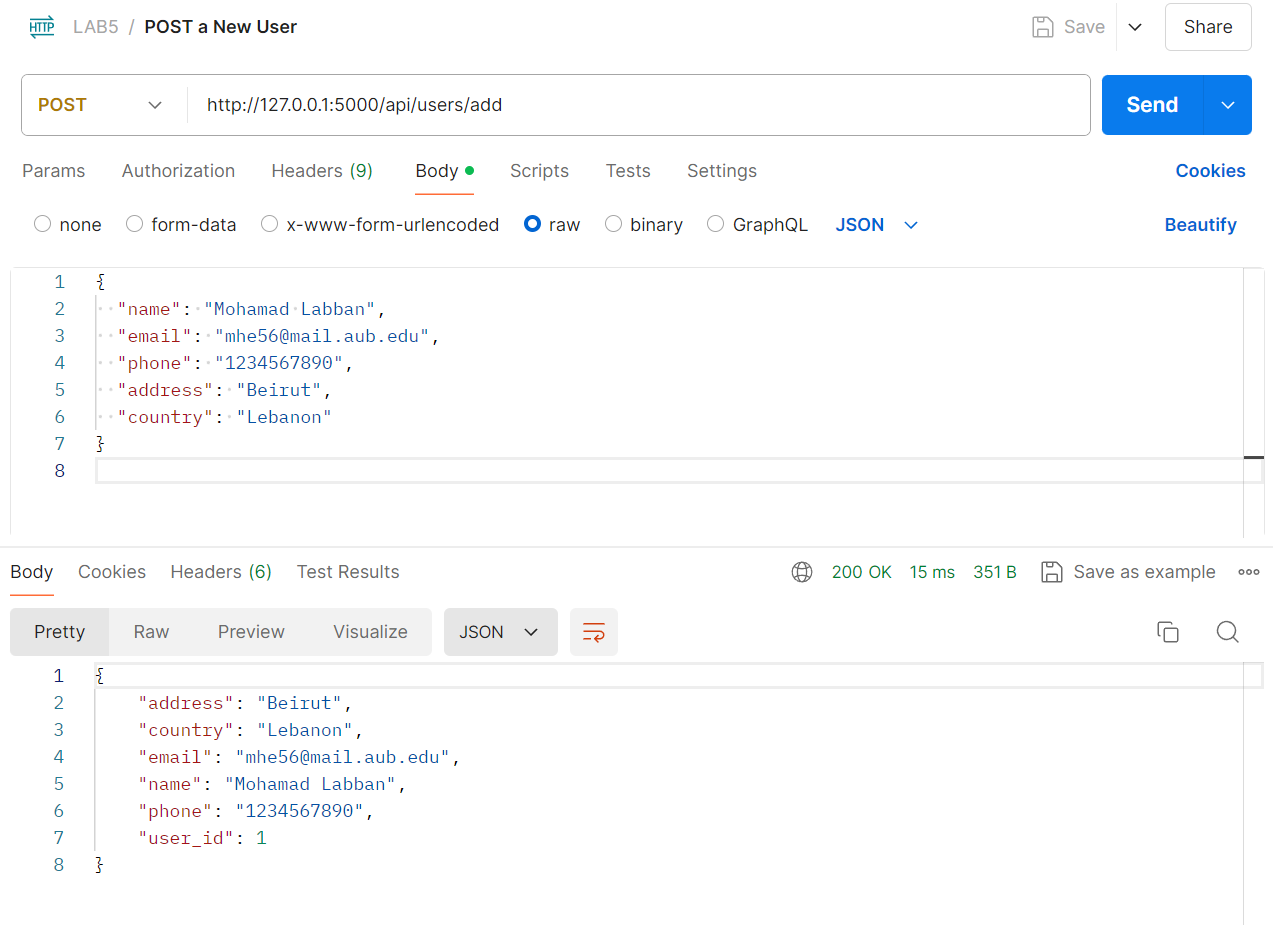 HTTP LAB5 / POST a New User Save Share
POST http://127.0.0.1:5000/api/users/add Send
Params Authorization Headers (9) Body Scripts Tests Settings Cookies
none form-data x-www-form-urlencoded raw binary GraphQL JSON Beautify
1 {
2 "name": "Mohamad Labban",
3 "email": "mhe56@mail.aub.edu",
4 "phone": "1234567890",
5 "address": "Beirut",
6 "country": "Lebanon"
7 }
8
Body Cookies Headers (6) Test Results 200 OK 15 ms 351 B Save as example
Pretty Raw Preview Visualize JSON
1 {
2 "address": "Beirut",
3 "country": "Lebanon",
4 "email": "mhe56@mail.aub.edu",
5 "name": "Mohamad Labban",
6 "phone": "1234567890",
7 "user_id": 1
8 }